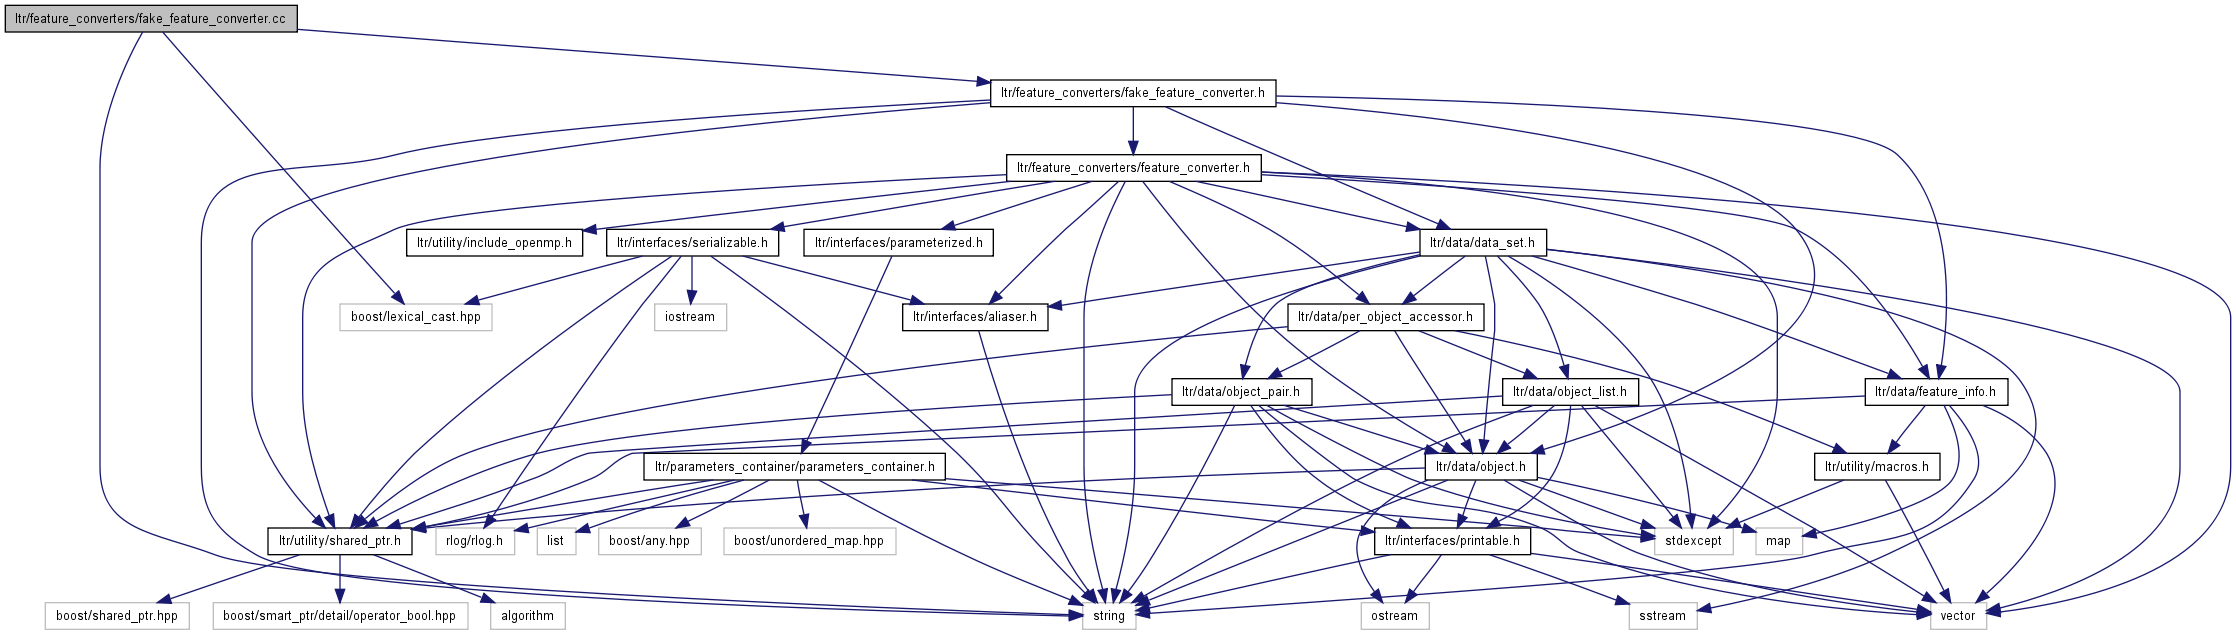 ltr/feature_converters/fake_feature_converter.cc
ltr/feature_converters/fake_feature_converter.h
ltr/feature_converters/feature_converter.h
ltr/utility/include_openmp.h
ltr/interfaces/serializable.h
ltr/interfaces/parameterized.h
ltr/data/data_set.h
boost/lexical_cast.hpp
iostream
ltr/interfaces/aliaser.h
ltr/data/per_object_accessor.h
ltr/data/object_pair.h
ltr/data/object_list.h
ltr/data/feature_info.h
ltr/parameters_container/parameters_container.h
ltr/data/object.h
ltr/utility/macros.h
ltr/utility/shared_ptr.h
rlog/rlog.h
list
boost/any.hpp
boost/unordered_map.hpp
ltr/interfaces/printable.h
stdexcept
map
boost/shared_ptr.hpp
boost/smart_ptr/detail/operator_bool.hpp
algorithm
string
ostream
sstream
vector